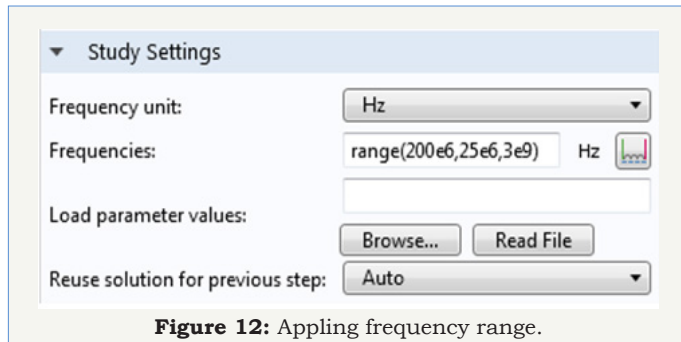 Study Settings
Frequency unit: Hz
Frequencies: range(200e6,25e6,3e9) Hz
Load parameter values:
Browse... Read File
Reuse solution for previous step: Auto
Figure 12: Appling frequency range.